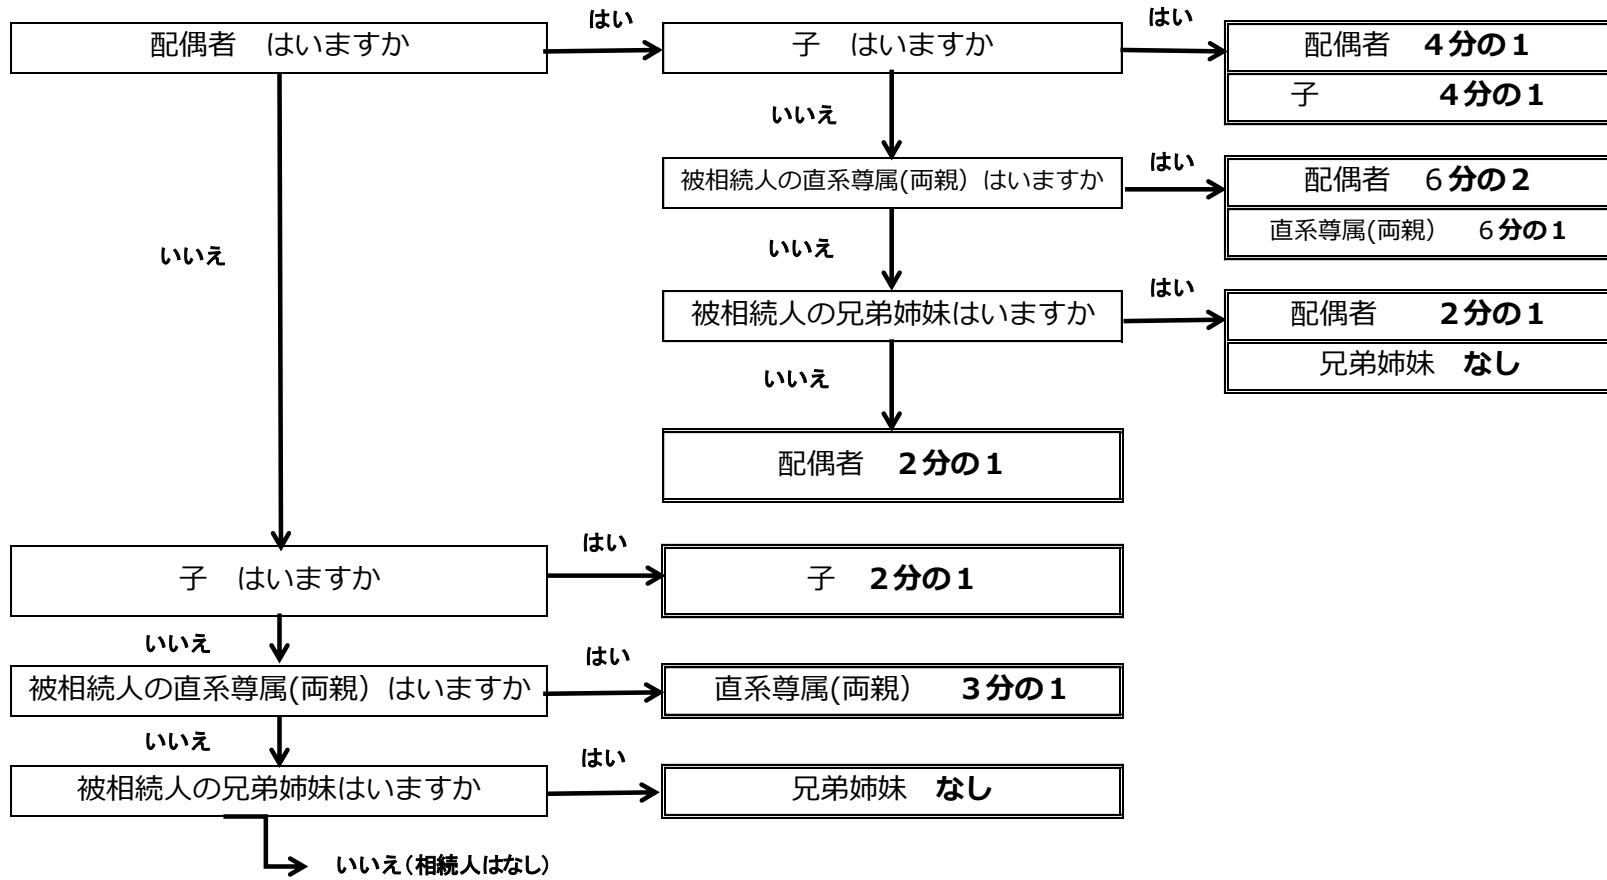 配偶者　はいますか
はい
子　はいますか
はい
配偶者　４分の１
子　４分の１
いいえ
被相続人の直系尊属(両親）はいますか
はい
配偶者　６分の２
直系尊属(両親）　６分の１
いいえ
いいえ
被相続人の兄弟姉妹はいますか
はい
配偶者　２分の１
兄弟姉妹　なし
いいえ
配偶者　２分の１
子　はいますか
はい
子　２分の１
いいえ
被相続人の直系尊属(両親）はいますか
はい
直系尊属(両親）　３分の１
いいえ
被相続人の兄弟姉妹はいますか
はい
兄弟姉妹　なし
いいえ(相続人はなし)